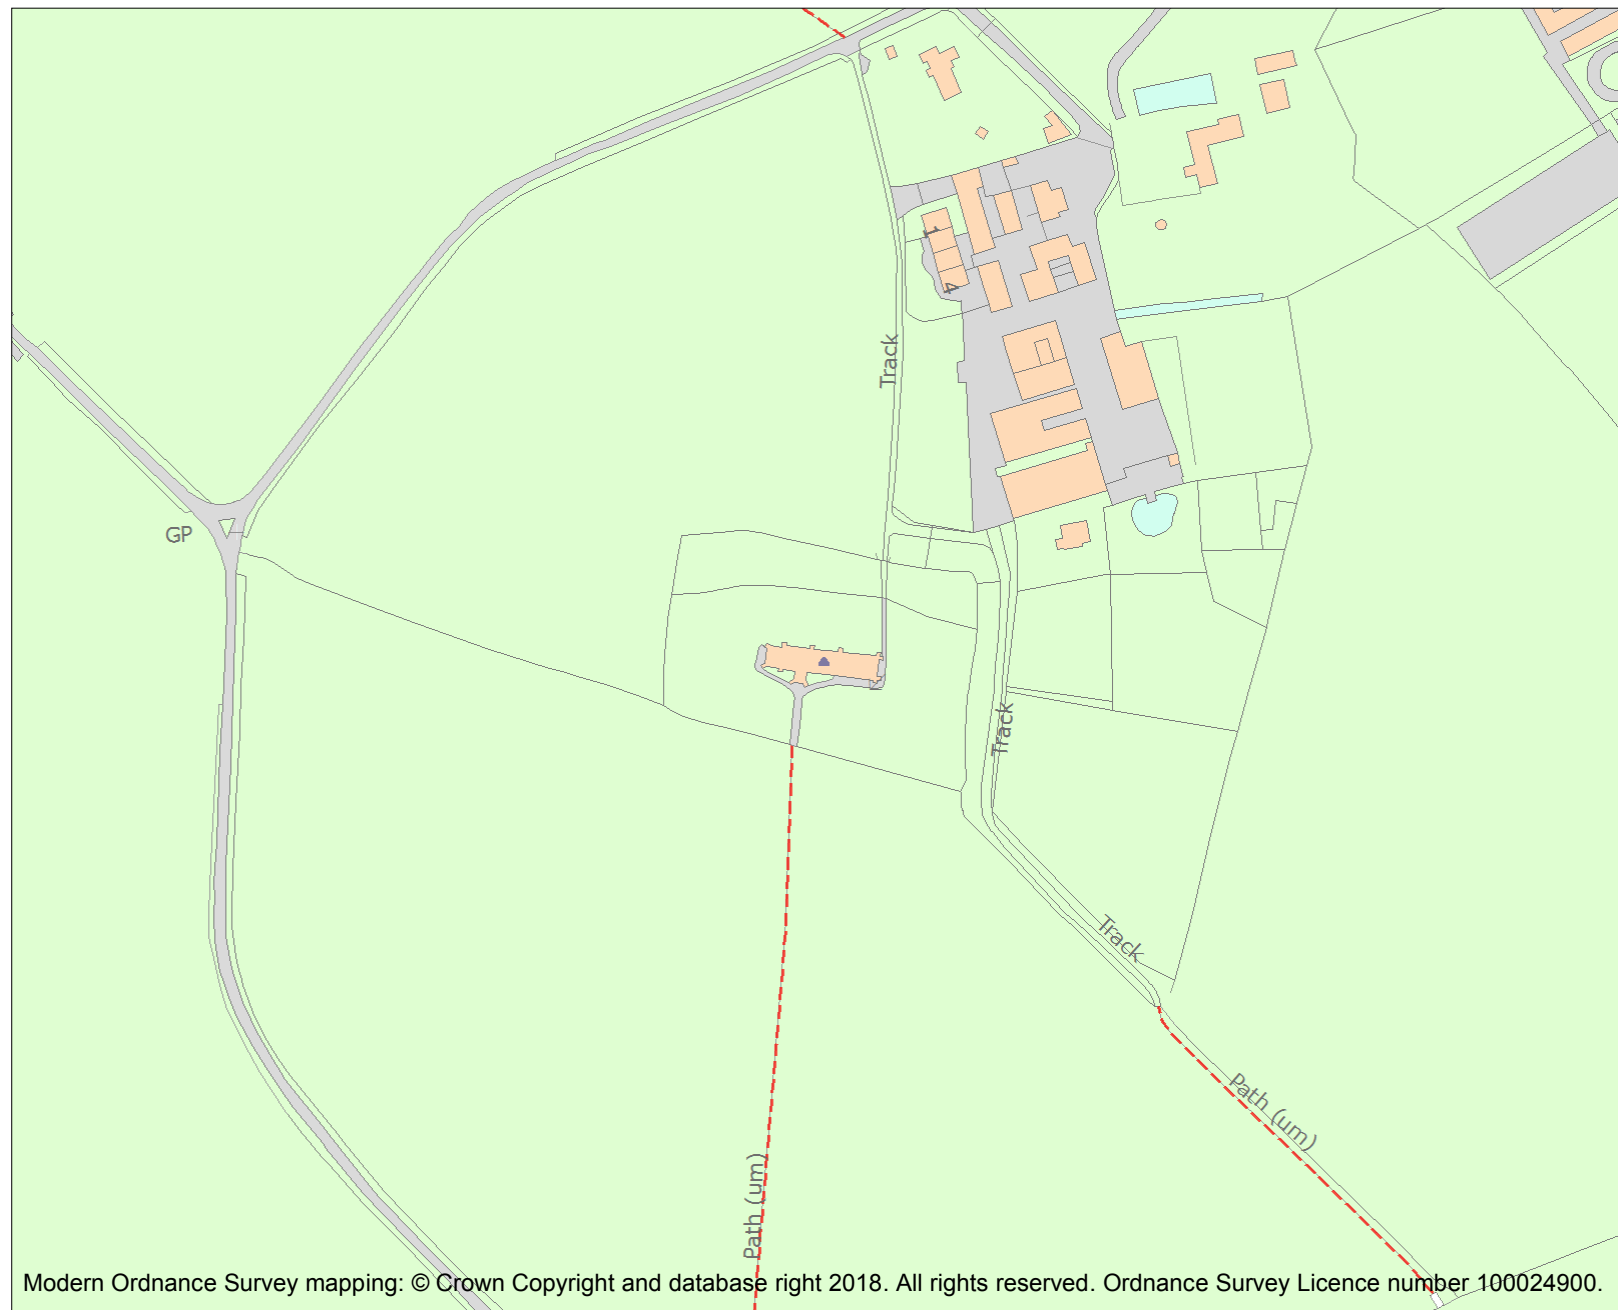 1
4
Track
GP
Track
Track
Path (um)
Path (um)
Modern Ordnance Survey mapping: © Crown Copyright and database right 2018. All rights reserved. Ordnance Survey Licence number 100024900.